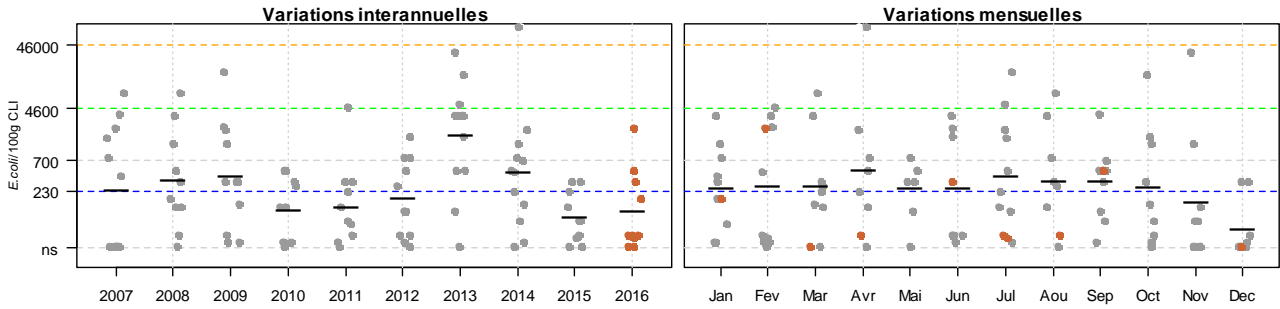 Variations interannuelles
E.coli/100g CLI
46000
4600
700
230
ns
2007 2008 2009 2010 2011 2012 2013 2014 2015 2016
Variations mensuelles
Jan Fev Mar Avr Mai Jun Jul Aou Sep Oct Nov Dec